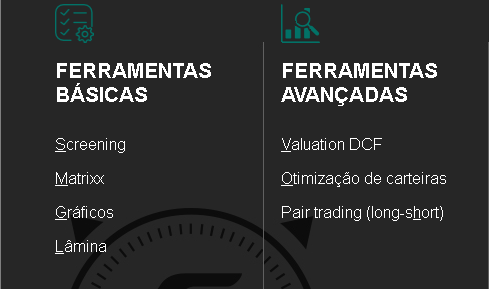 FERRAMENTAS
BÁSICAS
Screening
Matrixx
Gráficos
Lâmina
FERRAMENTAS
AVANÇADAS
Valuation DCF
Otimização de carteiras
Pair trading (long-short)